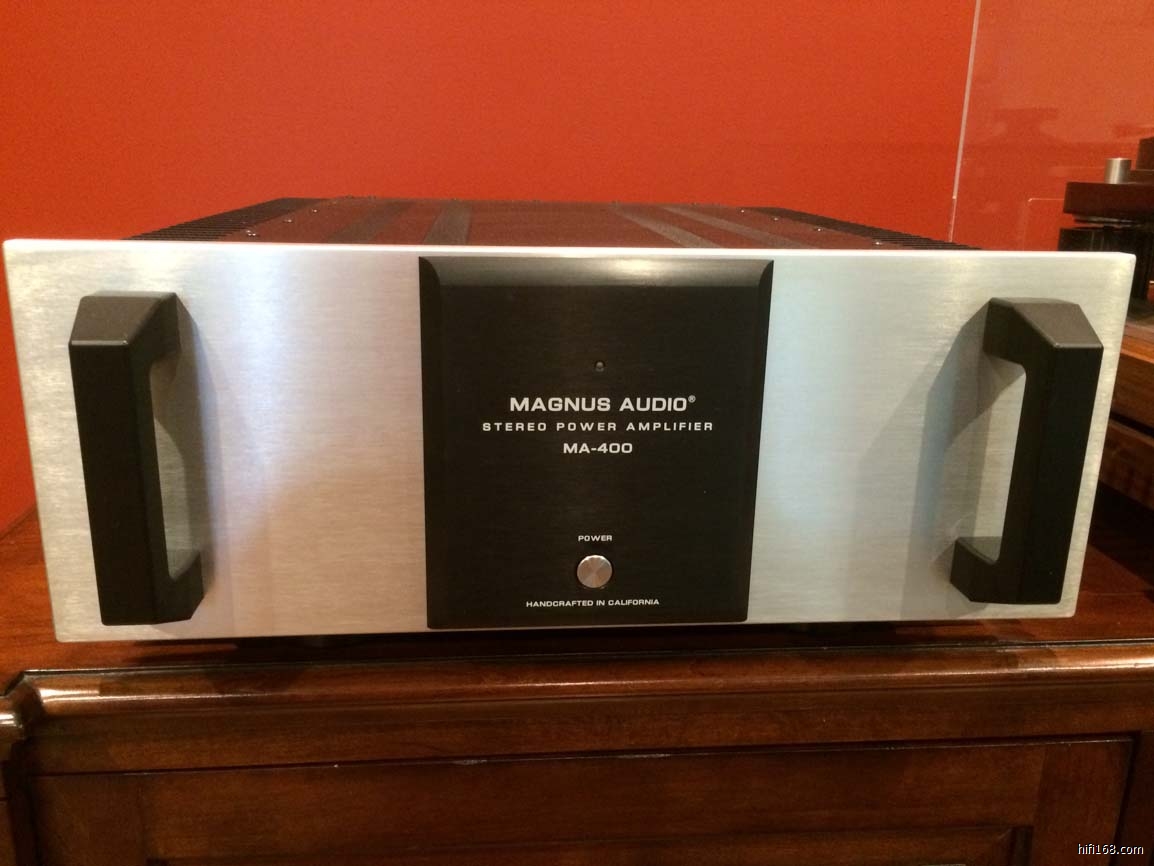 MAGNUS AUDIO®
STEREO POWER AMPLIFIER
MA-400
POWER
HANDCRAFTED IN CALIFORNIA
hifi168.com